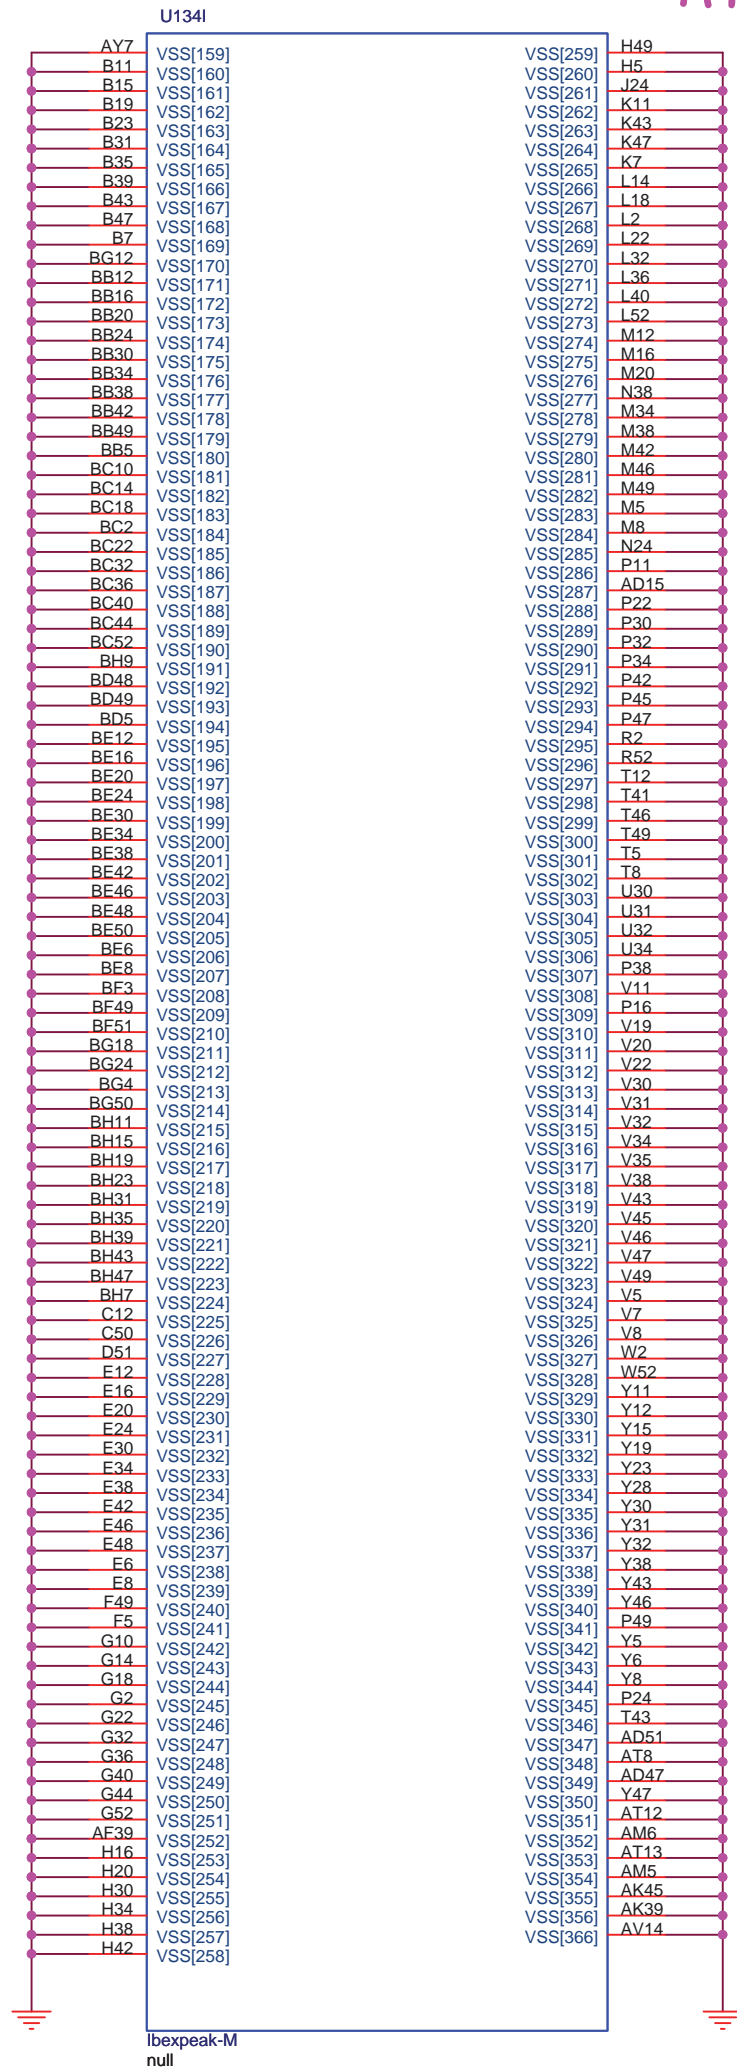 U134I
AY7 VSS[159] VSS[259] H49
B11 VSS[160] VSS[260] H5
B15 VSS[161] VSS[261] J24
B19 VSS[162] VSS[262] K11
B23 VSS[163] VSS[263] K43
B31 VSS[164] VSS[264] K47
B35 VSS[165] VSS[265] K7
B39 VSS[166] VSS[266] L14
B43 VSS[167] VSS[267] L18
B47 VSS[168] VSS[268] L2
B7 VSS[169] VSS[269] L22
BG12 VSS[170] VSS[270] L32
BB12 VSS[171] VSS[271] L36
BB16 VSS[172] VSS[272] L40
BB20 VSS[173] VSS[273] L52
BB24 VSS[174] VSS[274] M12
BB30 VSS[175] VSS[275] M16
BB34 VSS[176] VSS[276] M20
BB38 VSS[177] VSS[277] N38
BB42 VSS[178] VSS[278] M34
BB49 VSS[179] VSS[279] M38
BB5 VSS[180] VSS[280] M42
BC10 VSS[181] VSS[281] M46
BC14 VSS[182] VSS[282] M49
BC18 VSS[183] VSS[283] M5
BC2 VSS[184] VSS[284] M8
BC22 VSS[185] VSS[285] N24
BC32 VSS[186] VSS[286] P11
BC36 VSS[187] VSS[287] AD15
BC40 VSS[188] VSS[288] P22
BC44 VSS[189] VSS[289] P30
BC52 VSS[190] VSS[290] P32
BH9 VSS[191] VSS[291] P34
BD48 VSS[192] VSS[292] P42
BD49 VSS[193] VSS[293] P45
BD5 VSS[194] VSS[294] P47
BE12 VSS[195] VSS[295] R2
BE16 VSS[196] VSS[296] R52
BE20 VSS[197] VSS[297] T12
BE24 VSS[198] VSS[298] T41
BE30 VSS[199] VSS[299] T46
BE34 VSS[200] VSS[300] T49
BE38 VSS[201] VSS[301] T5
BE42 VSS[202] VSS[302] T8
BE46 VSS[203] VSS[303] U30
BE48 VSS[204] VSS[304] U31
BE50 VSS[205] VSS[305] U32
BE6 VSS[206] VSS[306] U34
BE8 VSS[207] VSS[307] P38
BF3 VSS[208] VSS[308] V11
BF49 VSS[209] VSS[309] P16
BF51 VSS[210] VSS[310] V19
BG18 VSS[211] VSS[311] V20
BG24 VSS[212] VSS[312] V22
BG4 VSS[213] VSS[313] V30
BG50 VSS[214] VSS[314] V31
BH11 VSS[215] VSS[315] V32
BH15 VSS[216] VSS[316] V34
BH19 VSS[217] VSS[317] V35
BH23 VSS[218] VSS[318] V38
BH31 VSS[219] VSS[319] V43
BH35 VSS[220] VSS[320] V45
BH39 VSS[221] VSS[321] V46
BH43 VSS[222] VSS[322] V47
BH47 VSS[223] VSS[323] V49
BH7 VSS[224] VSS[324] V5
C12 VSS[225] VSS[325] V7
C50 VSS[226] VSS[326] V8
D51 VSS[227] VSS[327] W2
E12 VSS[228] VSS[328] W52
E16 VSS[229] VSS[329] Y11
E20 VSS[230] VSS[330] Y12
E24 VSS[231] VSS[331] Y15
E30 VSS[232] VSS[332] Y19
E34 VSS[233] VSS[333] Y23
E38 VSS[234] VSS[334] Y28
E42 VSS[235] VSS[335] Y30
E46 VSS[236] VSS[336] Y31
E48 VSS[237] VSS[337] Y32
E6 VSS[238] VSS[338] Y38
E8 VSS[239] VSS[339] Y43
F49 VSS[240] VSS[340] Y46
F5 VSS[241] VSS[341] P49
G10 VSS[242] VSS[342] Y5
G14 VSS[243] VSS[343] Y6
G18 VSS[244] VSS[344] Y8
G2 VSS[245] VSS[345] P24
G22 VSS[246] VSS[346] T43
G32 VSS[247] VSS[347] AD51
G36 VSS[248] VSS[348] AT8
G40 VSS[249] VSS[349] AD47
G44 VSS[250] VSS[350] Y47
G52 VSS[251] VSS[351] AT12
AF39 VSS[252] VSS[352] AM6
H16 VSS[253] VSS[353] AT13
H20 VSS[254] VSS[354] AM5
H30 VSS[255] VSS[355] AK45
H34 VSS[256] VSS[356] AK39
H38 VSS[257] VSS[366] AV14
H42 VSS[258]
Ibexpeak-M
null